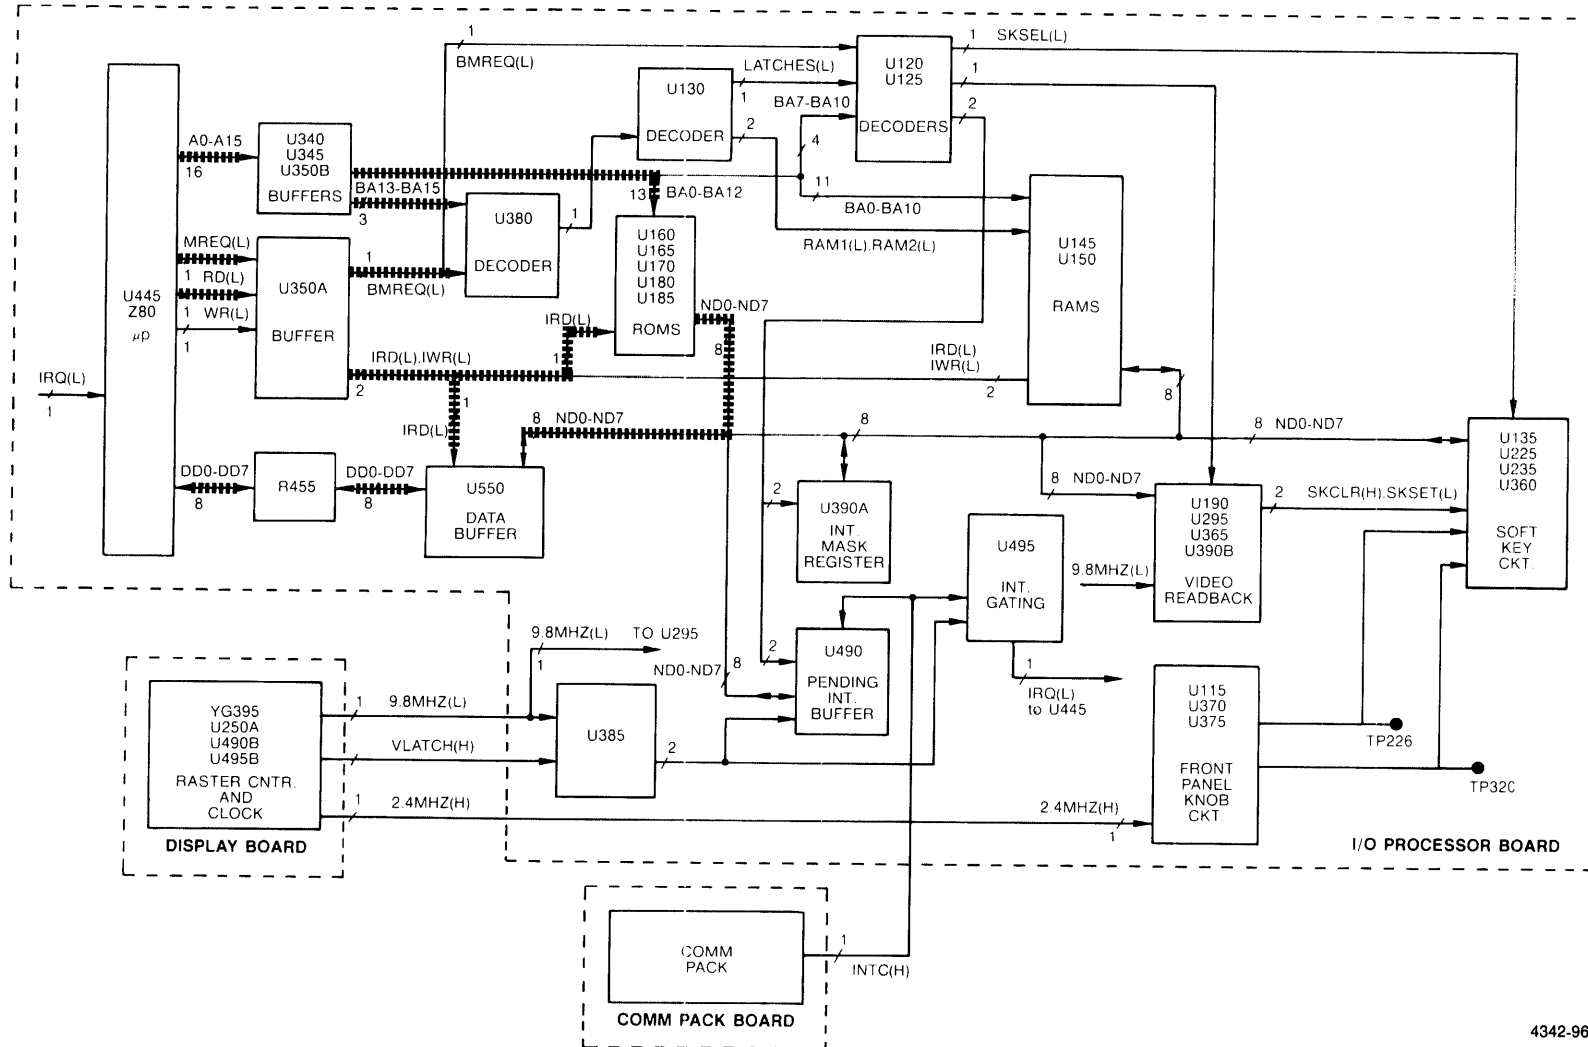 1
BMREQ(L)
LATCHES(L)
1
BA7-BA10
4
U120
U125
DECODERS
1
SKSEL(L)
1
2
U130
DECODER
2
A0-A15
16
U340
U345
U350B
BUFFERS
BA13-BA15
3
U380
DECODER
1
13
BA0-BA12
11
BA0-BA10
RAM1(L).RAM2(L)
U145
U150
RAMS
U160
U165
U170
U180
U185
ROMS
ND0-ND7
8
U445
Z80
µp
MREQ(L)
1
RD(L)
1
WR(L)
1
U350A
BUFFER
1
BMREQ(L)
IRD(L)
1
IRD(L).IWR(L)
2
IRD(L)
IWR(L)
2
8
IRQ(L)
1
1
IRD(L)
8
ND0-ND7
8
8
ND0-ND7
DD0-DD7
8
R455
DD0-DD7
8
U550
DATA
BUFFER
2
U390A
INT.
MASK
REGISTER
U495
INT.
GATING
8
ND0-ND7
9.8MHZ(L)
U190
U295
U365
U390B
VIDEO
READBACK
2
SKCLR(H).SKSET(L)
U135
U225
U235
U360
SOFT
KEY
CKT.
9.8MHZ(L)
1
TO U295
ND0-ND7
8
2
U490
PENDING
INT.
BUFFER
1
IRQ(L)
to U445
YG395
U250A
U490B
U495B
RASTER CNTR.
AND
CLOCK
DISPLAY BOARD
1
9.8MHZ(L)
VLATCH(H)
1
2.4MHZ(H)
U385
2
2.4MHZ(H)
1
U115
U370
U375
FRONT
PANEL
KNOB
CKT.
TP226
TP320
I/O PROCESSOR BOARD
COMM
PACK
1
INTC(H)
COMM PACK BOARD
4342-96